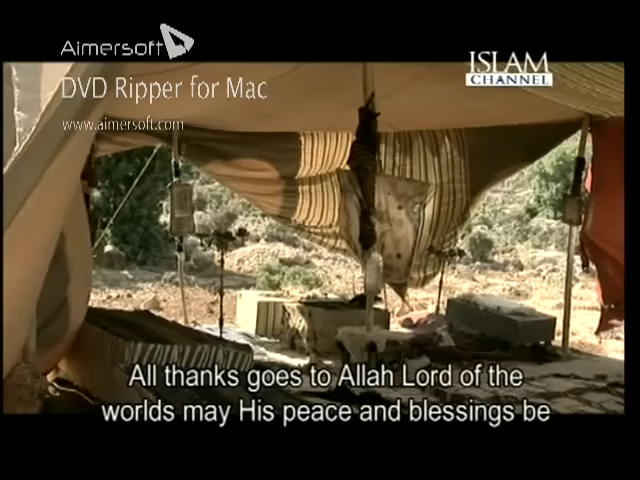 Aimersoft
ISLAM
CHANNEL
DVD Ripper for Mac
www.aimersoft.com
All thanks goes to Allah Lord of the
worlds may His peace and blessings be